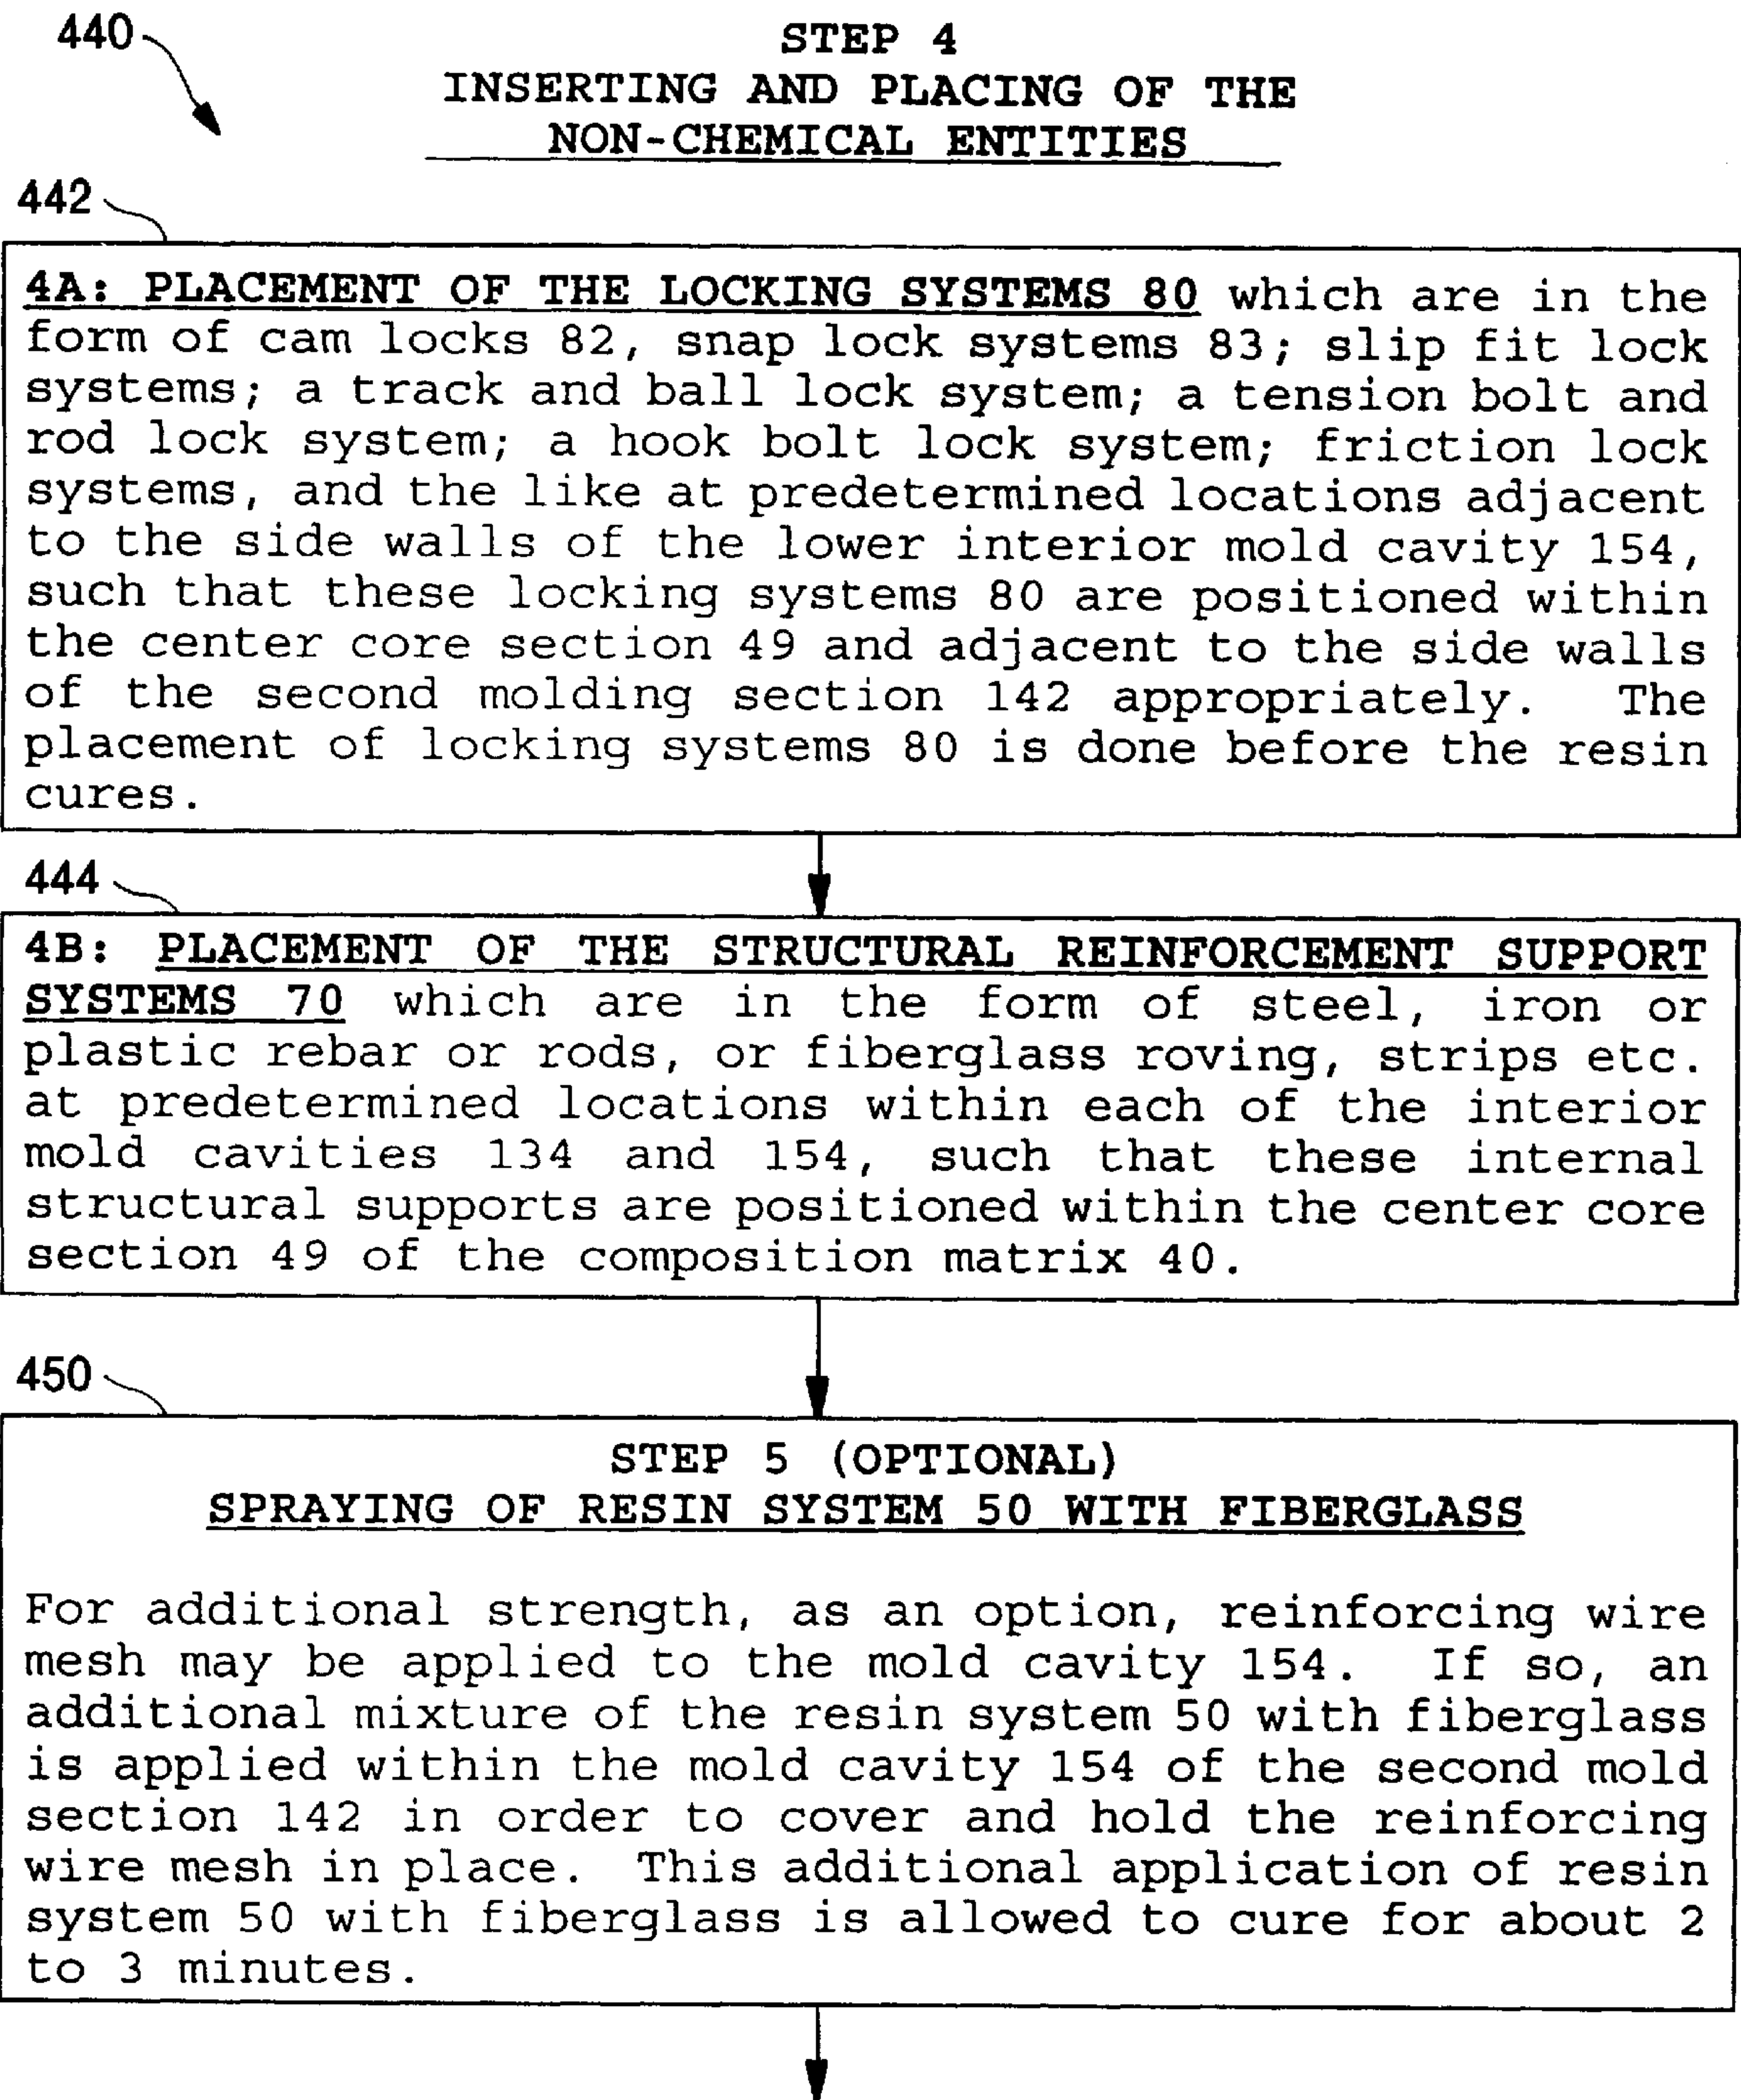 440
STEP 4
INSERTING AND PLACING OF THE
NON-CHEMICAL ENTITIES
442
4A: PLACEMENT OF THE LOCKING SYSTEMS 80 which are in the
form of cam locks 82, snap lock systems 83; slip fit lock
systems; a track and ball lock system; a tension bolt and
rod lock system; a hook bolt lock system; friction lock
systems, and the like at predetermined locations adjacent
to the side walls of the lower interior mold cavity 154,
such that these locking systems 80 are positioned within
the center core section 49 and adjacent to the side walls
of the second molding section 142 appropriately. The
placement of locking systems 80 is done before the resin
cures.
444
4B: PLACEMENT OF THE STRUCTURAL REINFORCEMENT SUPPORT
SYSTEMS 70 which are in the form of steel, iron or
plastic rebar or rods, or fiberglass roving, strips etc.
at predetermined locations within each of the interior
mold cavities 134 and 154, such that these internal
structural supports are positioned within the center core
section 49 of the composition matrix 40.
450
STEP 5 (OPTIONAL)
SPRAYING OF RESIN SYSTEM 50 WITH FIBERGLASS
For additional strength, as an option, reinforcing wire
mesh may be applied to the mold cavity 154. If so, an
additional mixture of the resin system 50 with fiberglass
is applied within the mold cavity 154 of the second mold
section 142 in order to cover and hold the reinforcing
wire mesh in place. This additional application of resin
system 50 with fiberglass is allowed to cure for about 2
to 3 minutes.